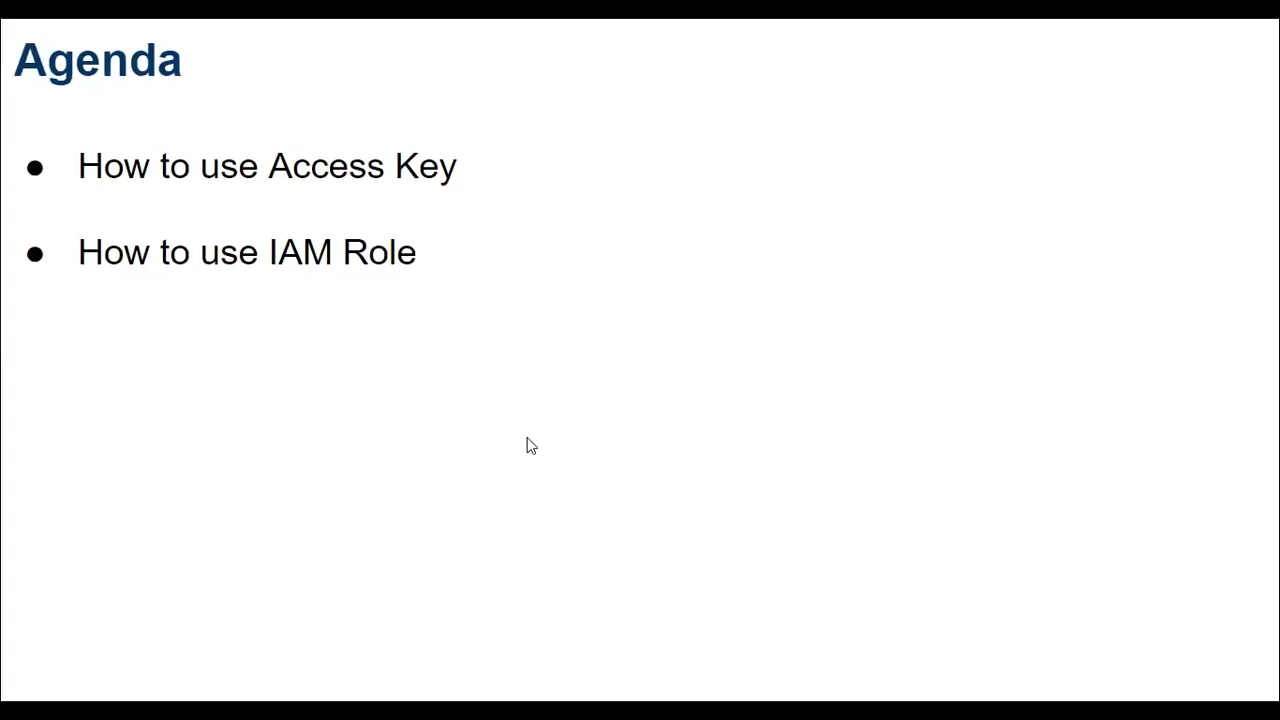 Agenda
● How to use Access Key
● How to use IAM Role